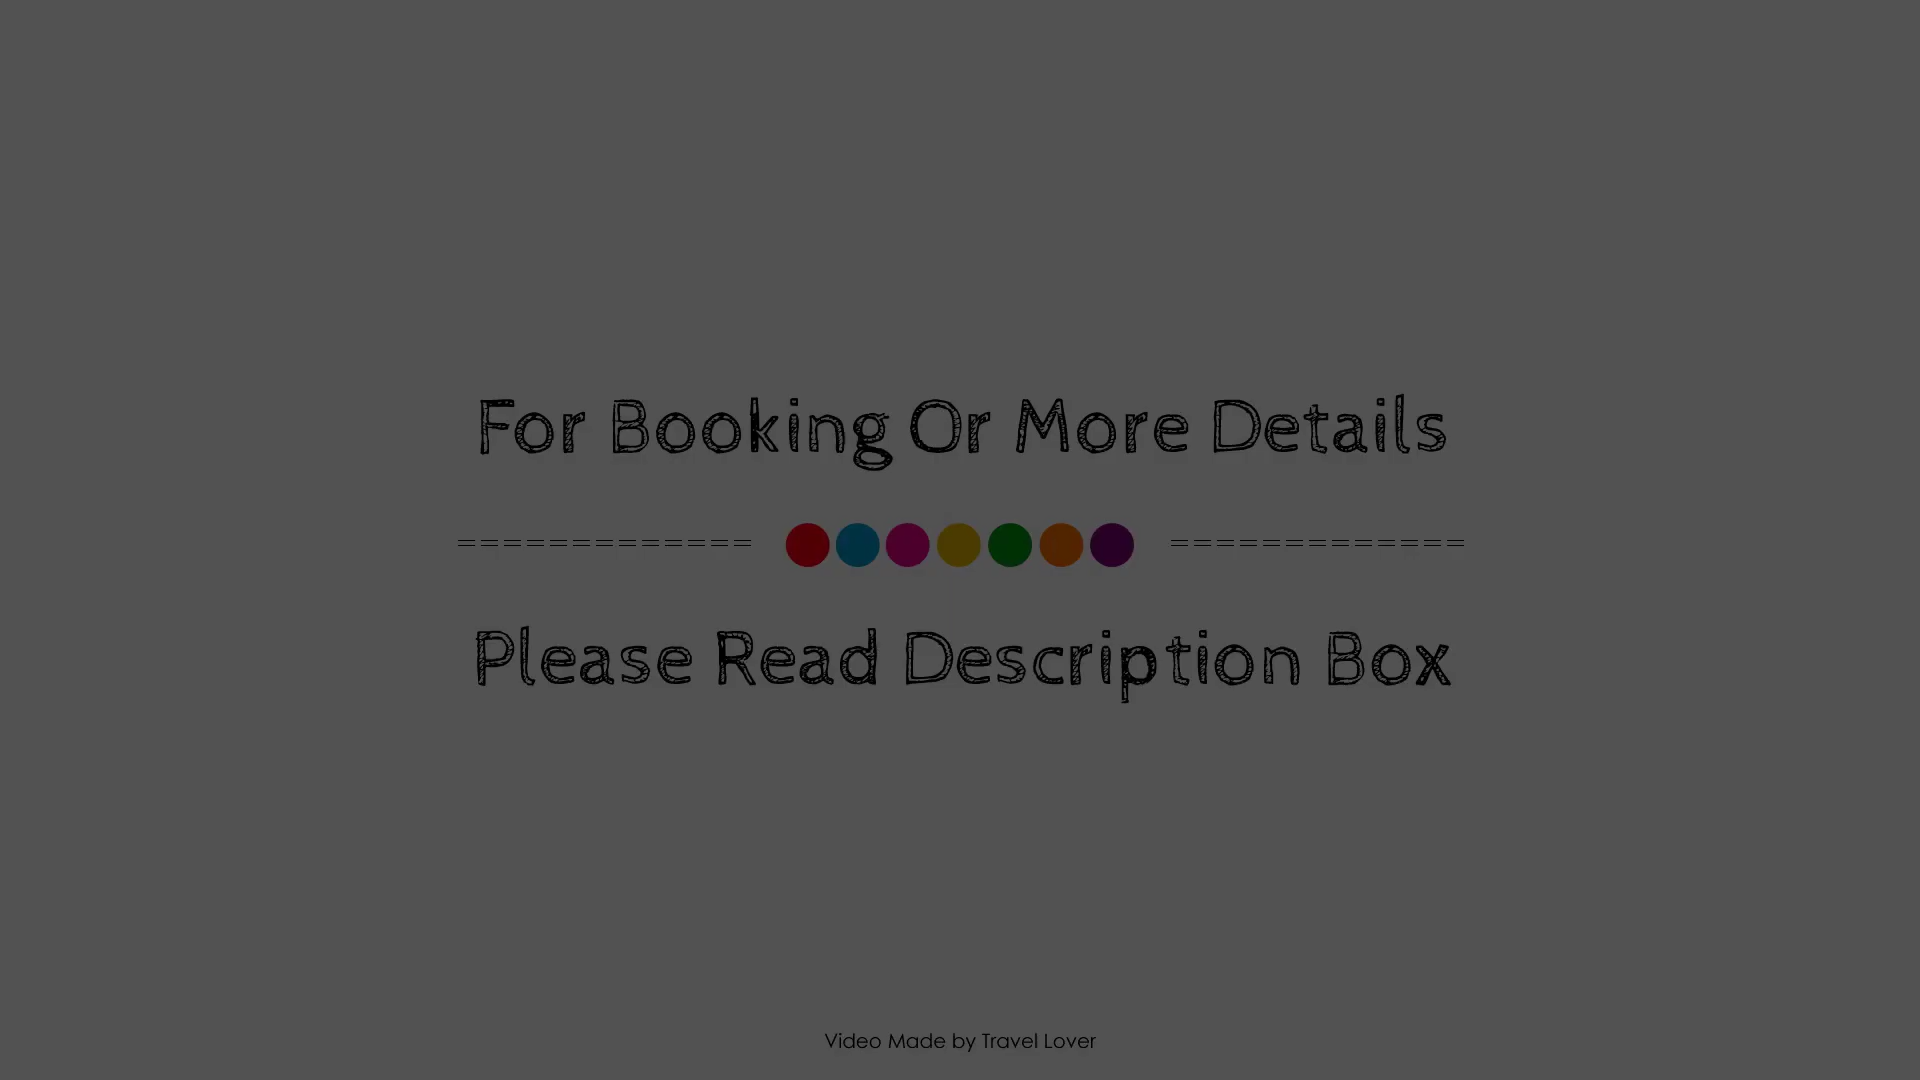 For Booking Or More Details
============= =============
Please Read Description Box
Video Made by Travel Lover